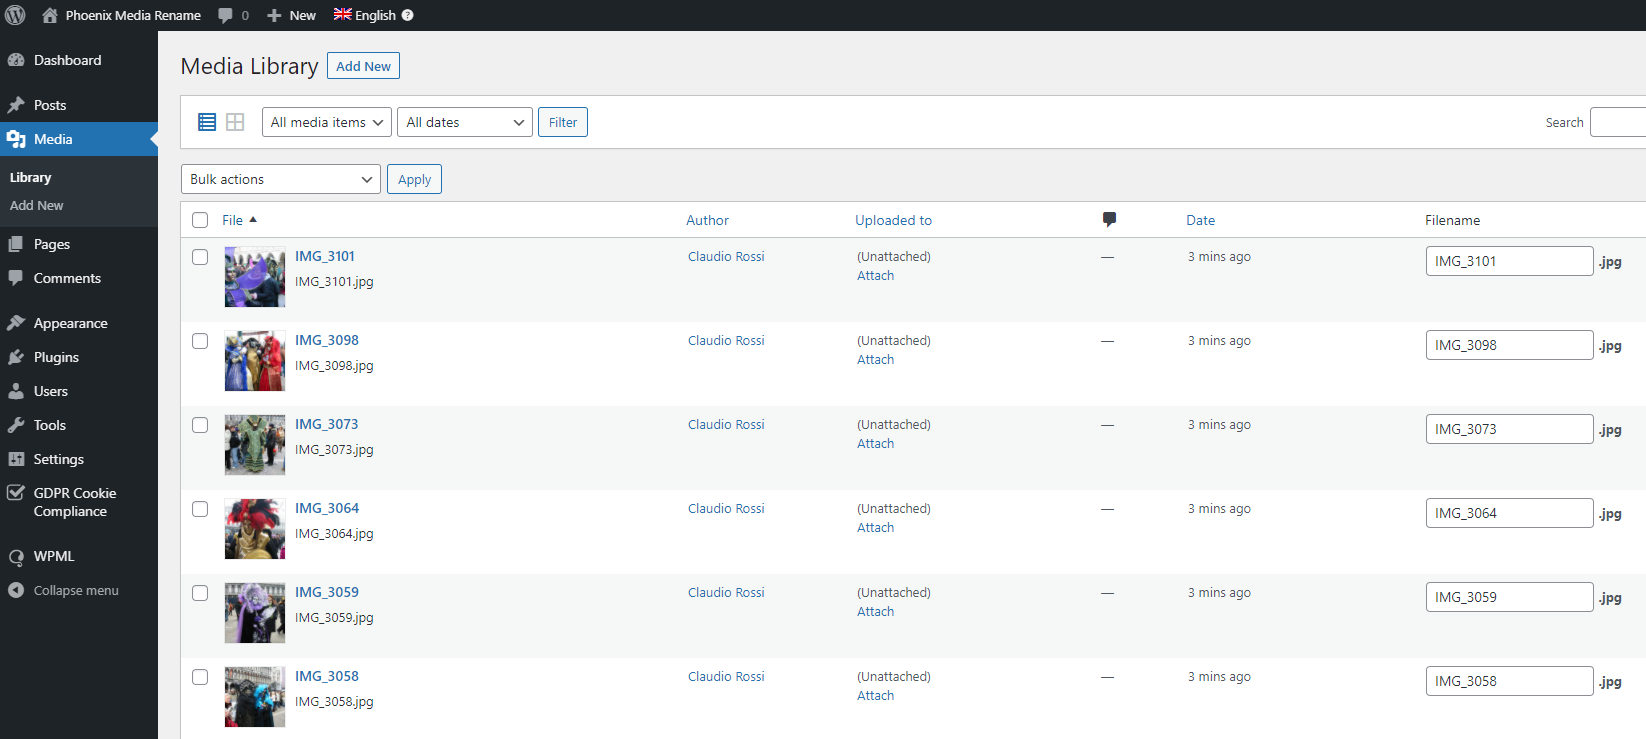 Phoenix Media Rename 0 New English ?
Dashboard
Posts
Media
Library
Add New
Pages
Comments
Appearance
Plugins
Users
Tools
Settings
GDPR Cookie
Compliance
WPML
Collapse menu
Media Library Add New
All media items All dates Filter Search
Bulk actions Apply
File Author Uploaded to Date Filename
IMG_3101 Claudio Rossi (Unattached) — 3 mins ago IMG_3101 .jpg
IMG_3101.jpg Attach
IMG_3098 Claudio Rossi (Unattached) — 3 mins ago IMG_3098 .jpg
IMG_3098.jpg Attach
IMG_3073 Claudio Rossi (Unattached) — 3 mins ago IMG_3073 .jpg
IMG_3073.jpg Attach
IMG_3064 Claudio Rossi (Unattached) — 3 mins ago IMG_3064 .jpg
IMG_3064.jpg Attach
IMG_3059 Claudio Rossi (Unattached) — 3 mins ago IMG_3059 .jpg
IMG_3059.jpg Attach
IMG_3058 Claudio Rossi (Unattached) — 3 mins ago IMG_3058 .jpg
IMG_3058.jpg Attach